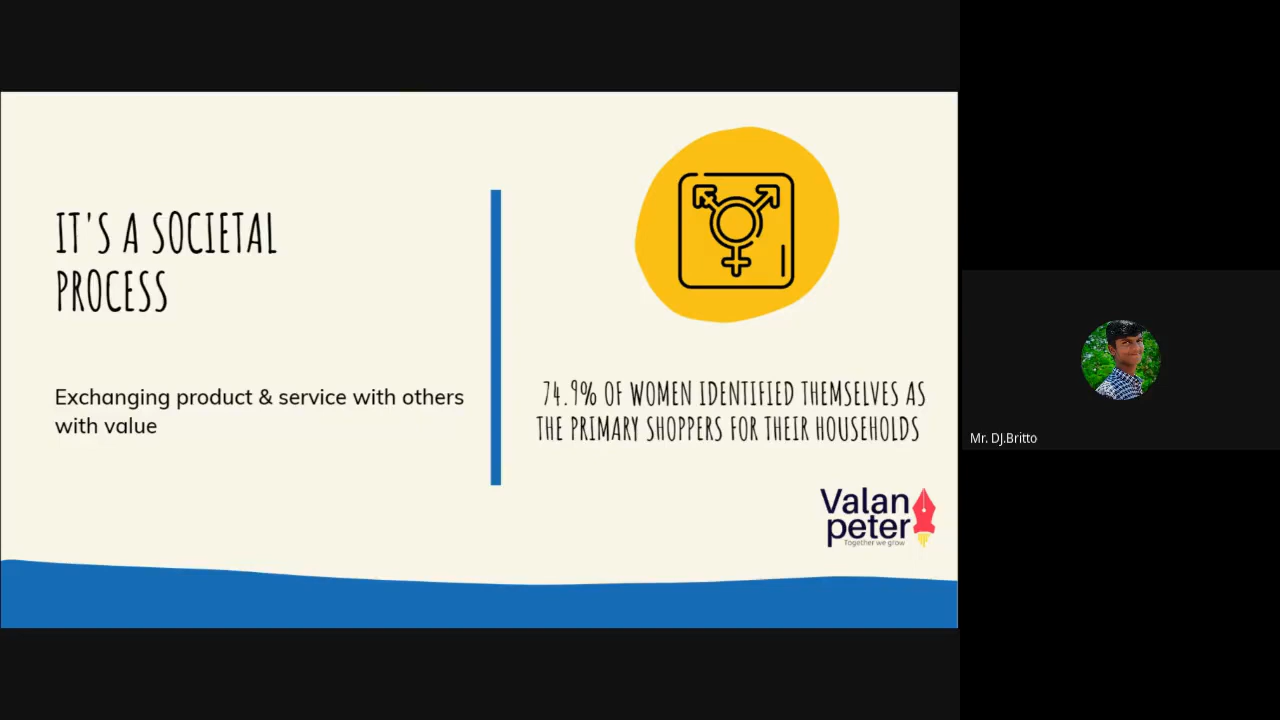 IT'S A SOCIETAL
PROCESS
Exchanging product & service with others
with value
74.9% OF WOMEN IDENTIFIED THEMSELVES AS
THE PRIMARY SHOPPERS FOR THEIR HOUSEHOLDS
Valan
peter
Together we grow
Mr. DJ.Britto